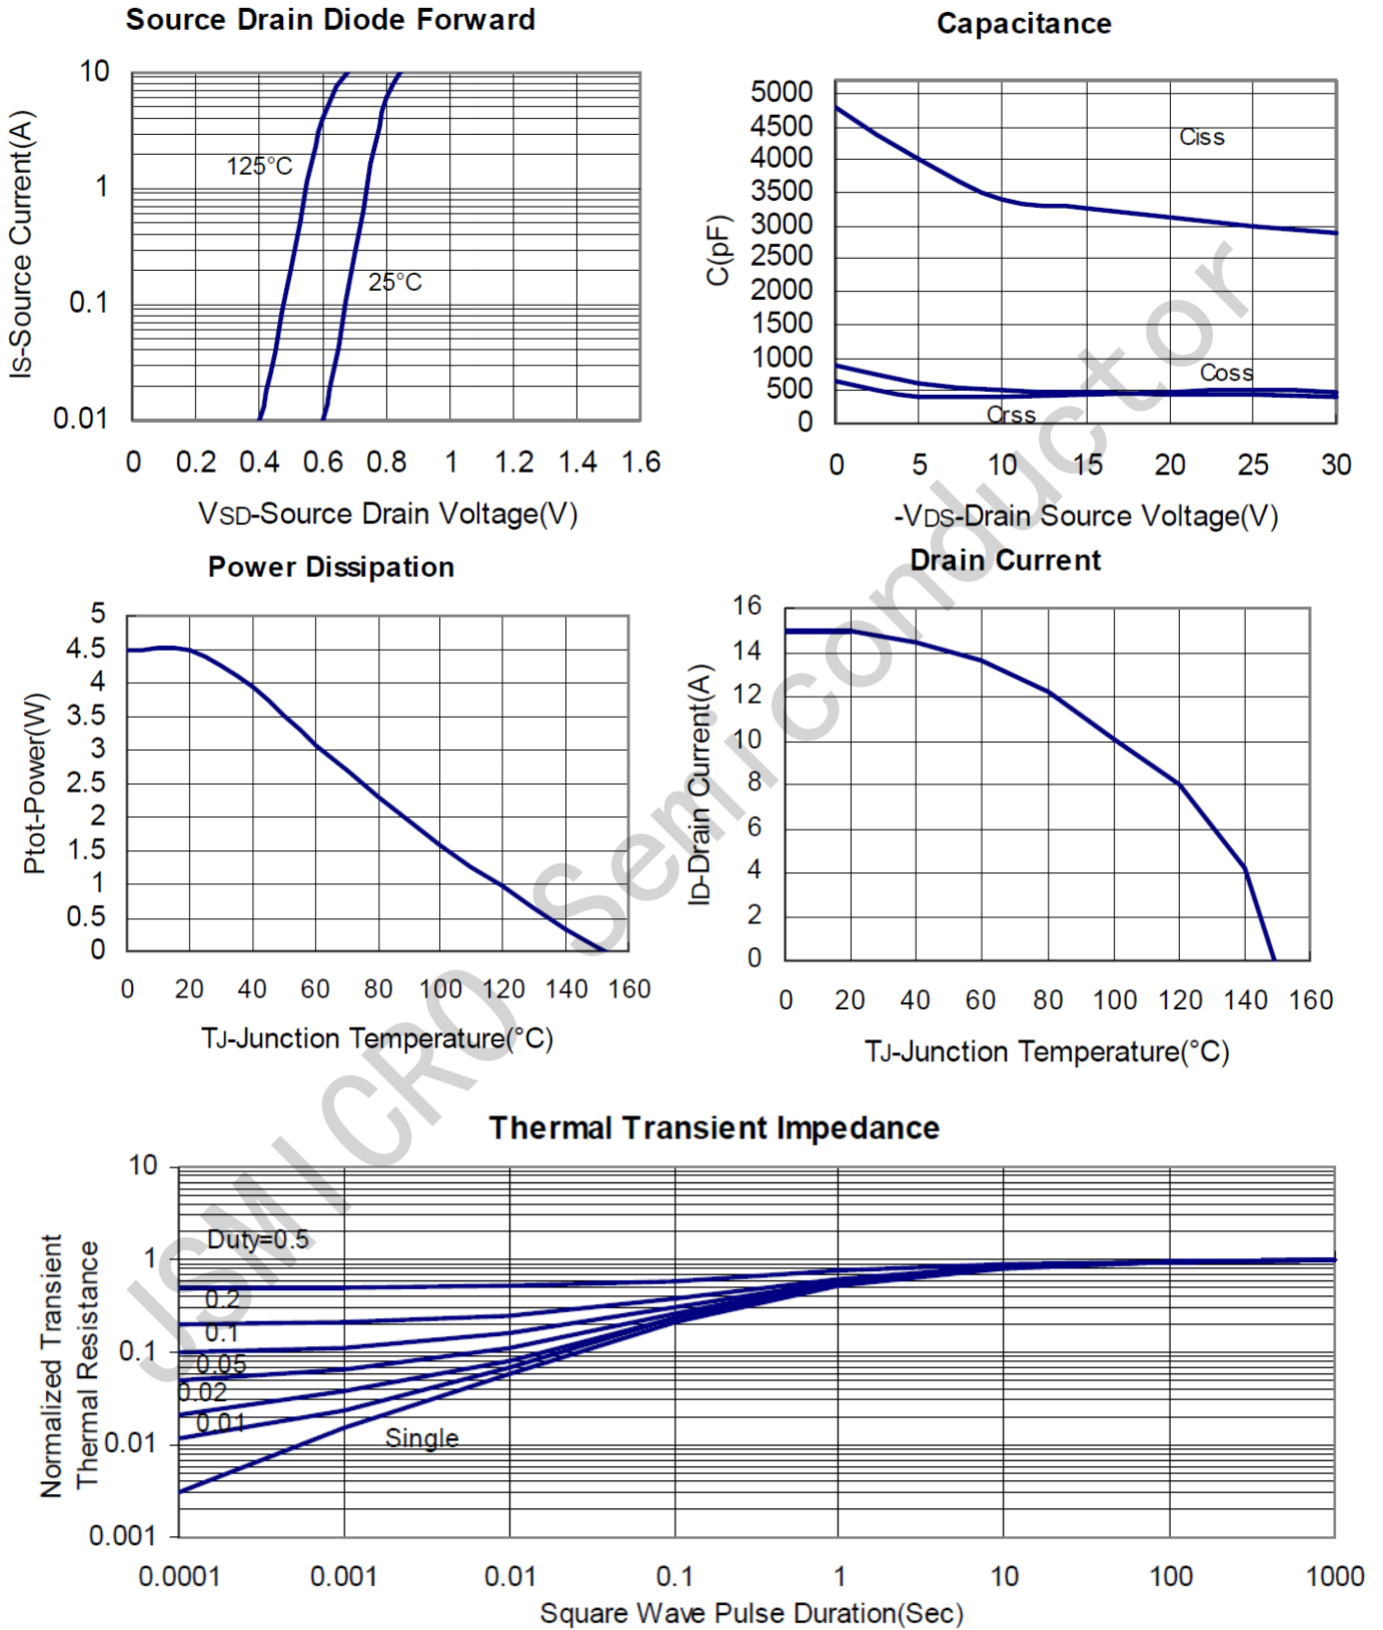 Source Drain Diode Forward
10
1
0.1
0.01
IS-Source Current(A)
125°C
25°C
0 0.2 0.4 0.6 0.8 1 1.2 1.4 1.6
VSD-Source Drain Voltage(V)
Capacitance
5000
4500
4000
3500
3000
2500
2000
1500
1000
500
0
C(pF)
Ciss
Coss
Crss
0 5 10 15 20 25 30
-VDS-Drain Source Voltage(V)
Power Dissipation
5
4.5
4
3.5
3
2.5
2
1.5
1
0.5
0
Ptot-Power(W)
0 20 40 60 80 100 120 140 160
TJ-Junction Temperature(°C)
Drain Current
16
14
12
10
8
6
4
2
0
ID-Drain Current(A)
0 20 40 60 80 100 120 140 160
TJ-Junction Temperature(°C)
Thermal Transient Impedance
10
1
0.1
0.01
0.001
Normalized Transient
Thermal Resistance
Duty=0.5
0.2
0.1
0.05
0.02
0.01
Single
0.0001 0.001 0.01 0.1 1 10 100 1000
Square Wave Pulse Duration(Sec)
JSMICRO Semiconductor